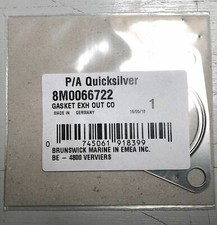 P/A Quicksilver
8M0066722
GASKET EXH OUT CO
1
MADE IN GERMANY
0 745061 918399
BRUNSWICK MARINE IN EMEA INC.
BE - 4800 VERVIERS